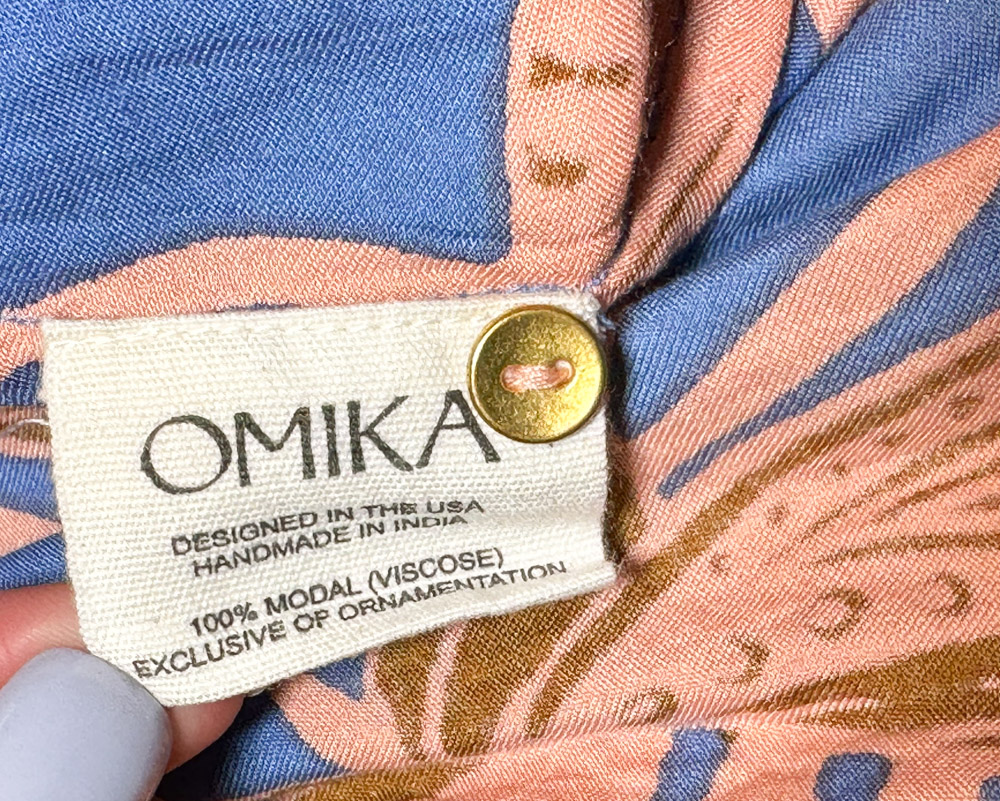 OMIKA
DESIGNED IN THE USA
HANDMADE IN INDIA
100% MODAL (VISCOSE)
EXCLUSIVE OF ORNAMENTATION